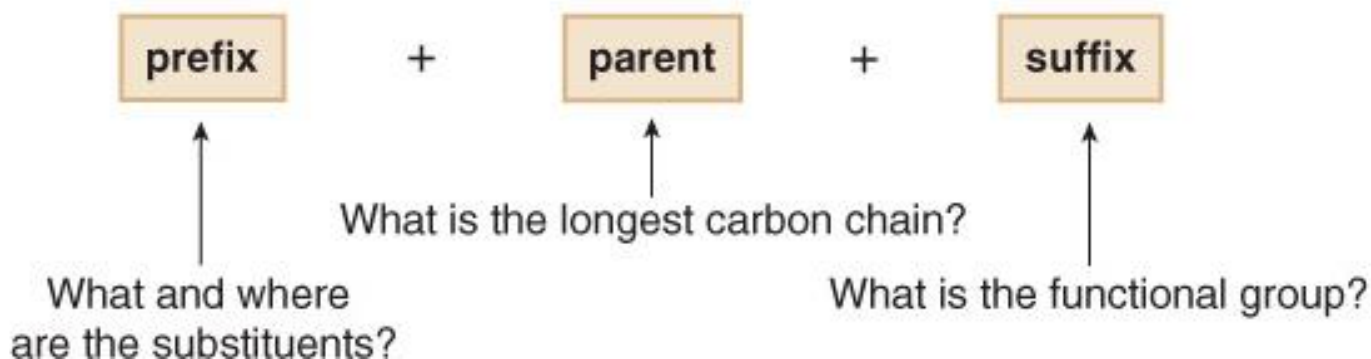 prefix + parent + suffix
What is the longest carbon chain?
What and where
are the substituents?
What is the functional group?